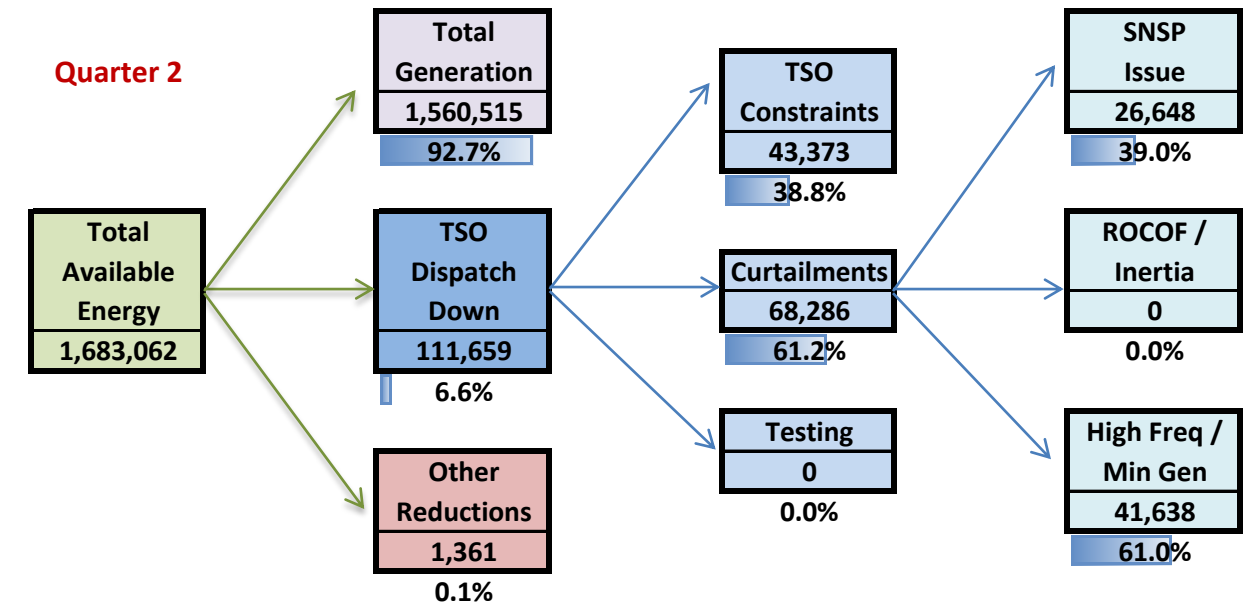 Quarter 2
Total
Available
Energy
1,683,062
Total
Generation
1,560,515
92.7%
TSO
Dispatch
Down
111,659
6.6%
Other
Reductions
1,361
0.1%
TSO
Constraints
43,373
38.8%
Curtailments
68,286
61.2%
Testing
0
0.0%
SNSP
Issue
26,648
39.0%
ROCOF /
Inertia
0
0.0%
High Freq /
Min Gen
41,638
61.0%